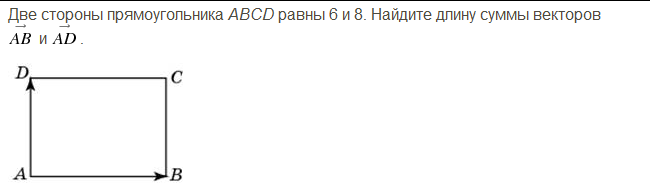 Две стороны прямоугольника ABCD равны 6 и 8. Найдите длину суммы векторов
AB и AD .
D C
A B